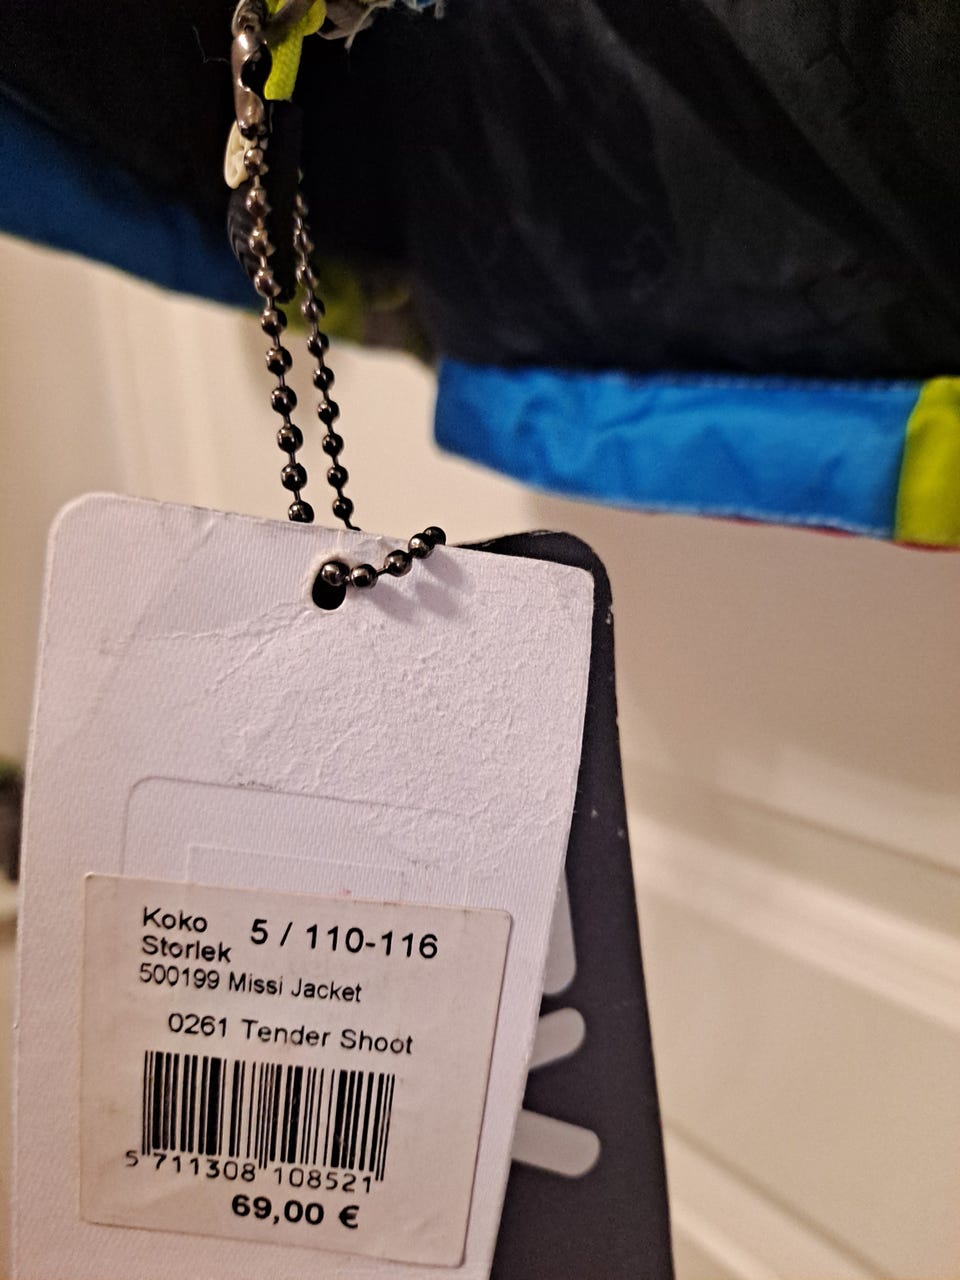 Koko 5 / 110-116
Storlek
500199 Missi Jacket
0261 Tender Shoot
5 711308 108521
69,00 €